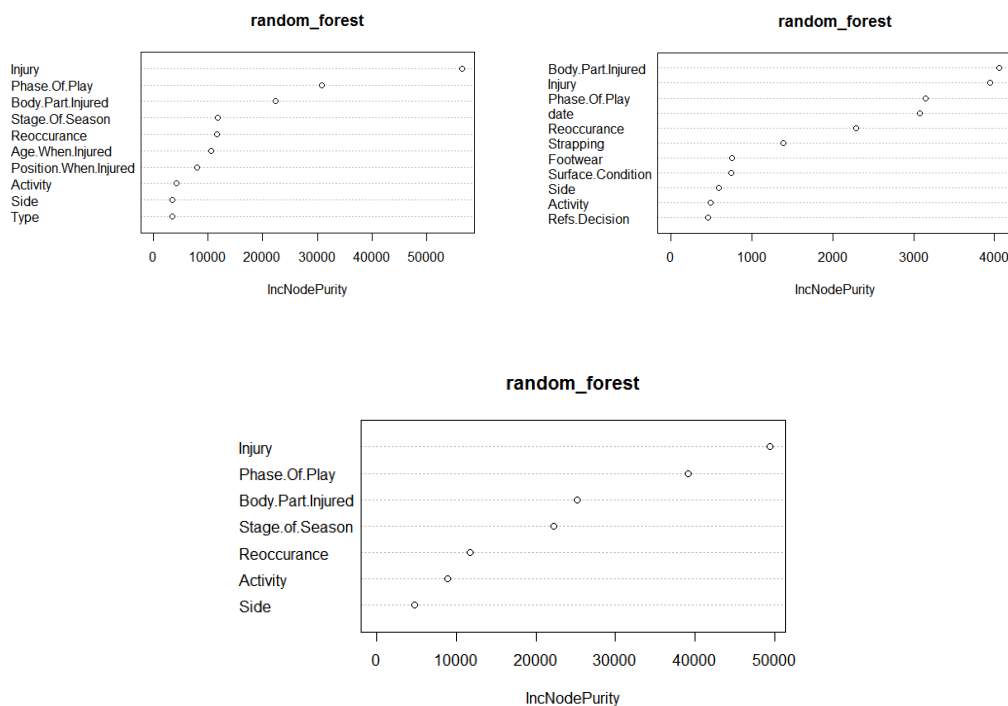 random_forest
Injury
Phase.Of.Play
Body.Part.Injured
Stage.Of.Season
Reoccurance
Age.When.Injured
Position.When.Injured
Activity
Side
Type
0 10000 20000 30000 40000 50000
IncNodePurity
random_forest
Body.Part.Injured
Injury
Phase.Of.Play
date
Reoccurance
Strapping
Footwear
Surface.Condition
Side
Activity
Refs.Decision
0 1000 2000 3000 4000
IncNodePurity
random_forest
Injury
Phase.Of.Play
Body.Part.Injured
Stage.of.Season
Reoccurance
Activity
Side
0 10000 20000 30000 40000 50000
IncNodePurity